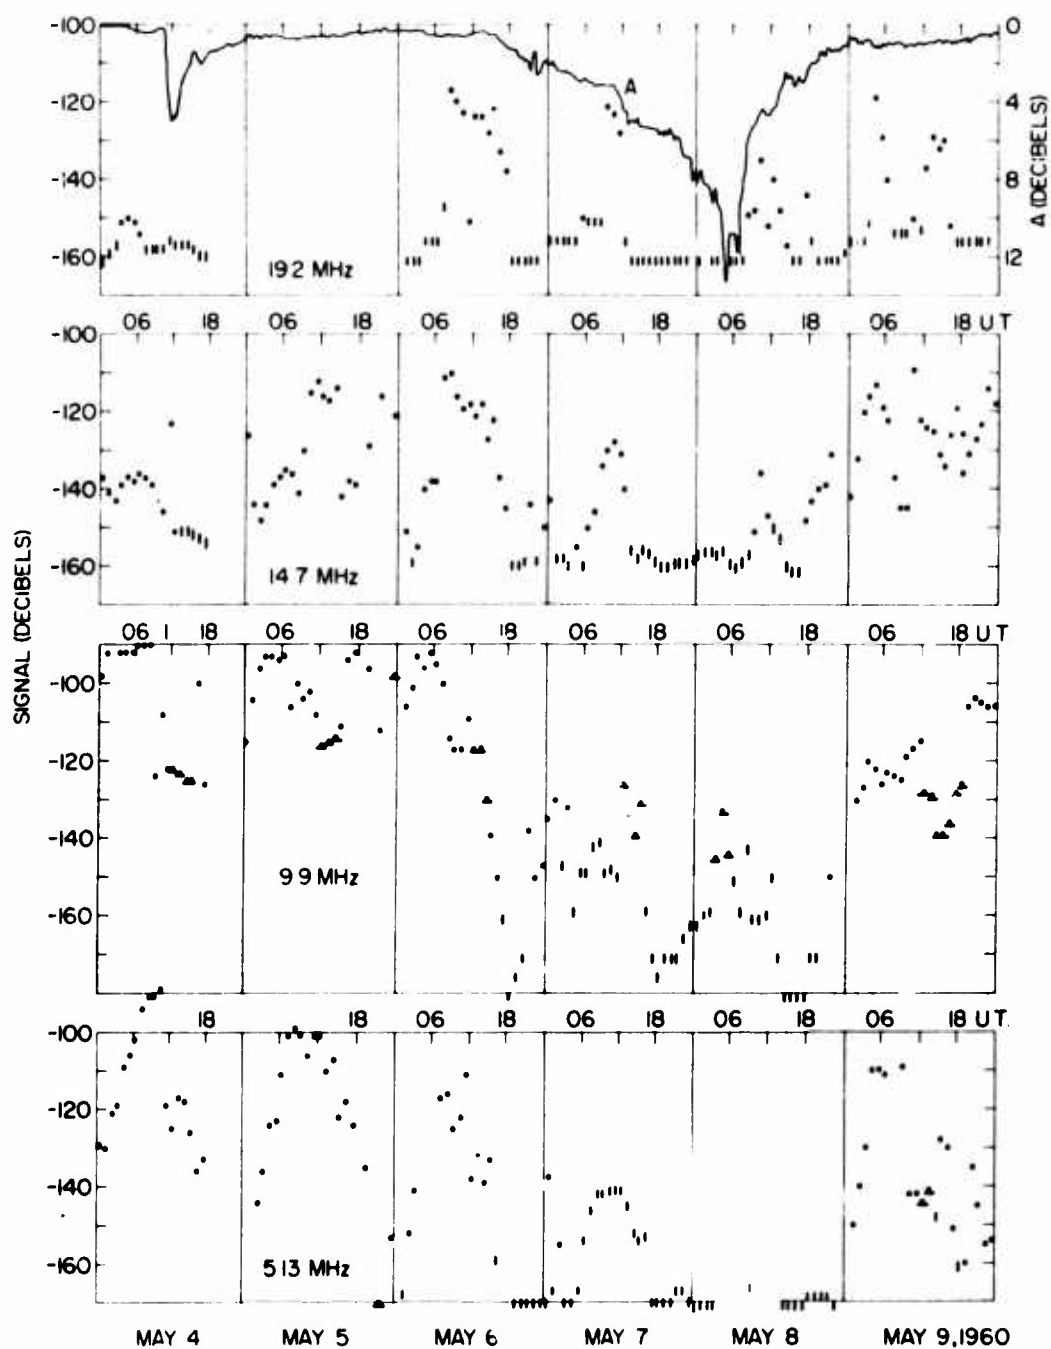 -100
-120
-140
-160
0
4
8
12
A (DECIBELS)
A
19.2 MHz
06 18 06 18 06 18 06 18 06 18 06 18 UT
-100
-120
-140
-160
14.7 MHz
SIGNAL (DECIBELS)
06 1 18 06 18 06 18 06 18 06 18 06 18 UT
-100
-120
-140
-160
9.9 MHz
18 18 06 18 06 18 06 18 06 18 UT.
-100
-120
-140
-160
5.13 MHz
MAY 4 MAY 5 MAY 6 MAY 7 MAY 8 MAY 9, 1960